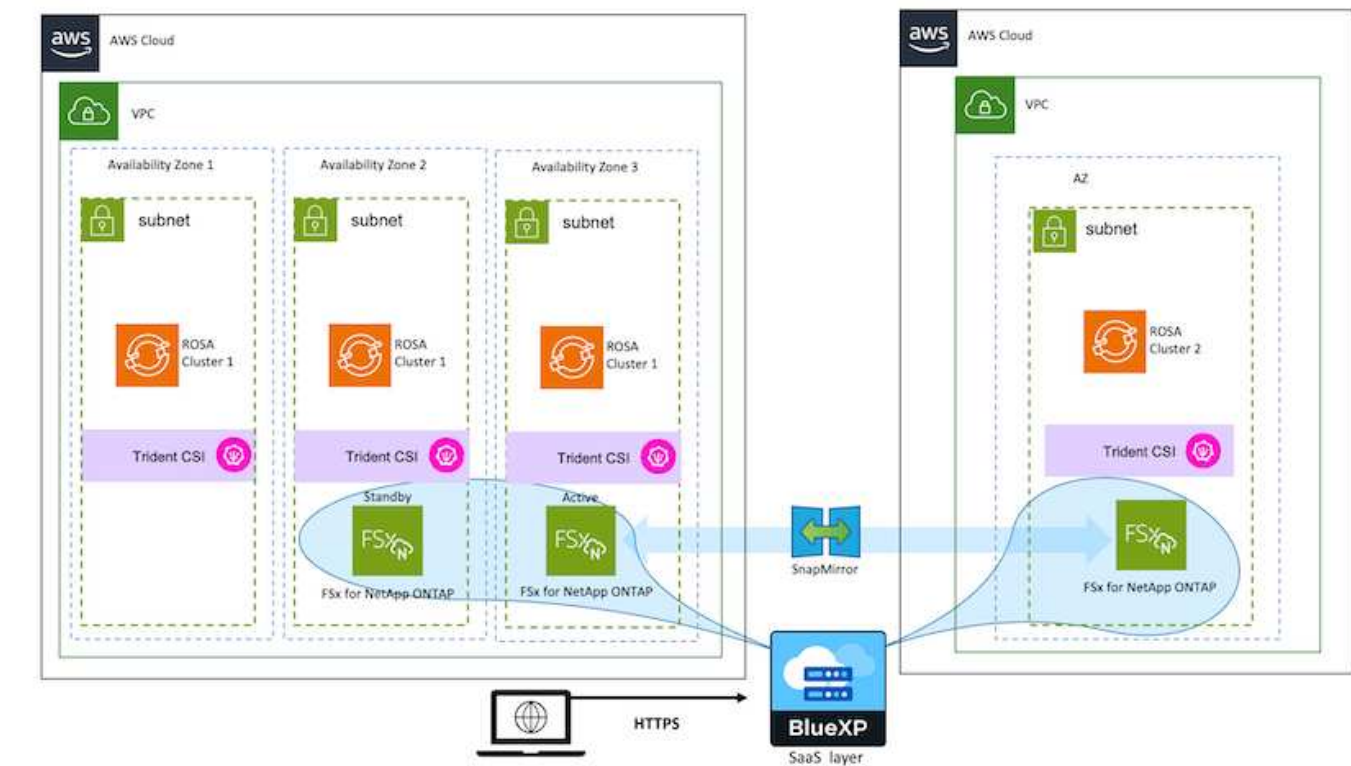 aws
AWS Cloud
VPC
Availability Zone 1
Availability Zone 2
Availability Zone 3
subnet
subnet
subnet
ROSA
Cluster 1
ROSA
Cluster 1
ROSA
Cluster 1
Trident CSI
Trident CSI
Trident CSI
Standby
Active
FSx N
FSx N
FSx for NetApp ONTAP
FSx for NetApp ONTAP
SnapMirror
aws
AWS Cloud
VPC
AZ
subnet
ROSA
Cluster 2
Trident CSI
FSx N
FSx for NetApp ONTAP
HTTPS
BlueXP
SaaS layer